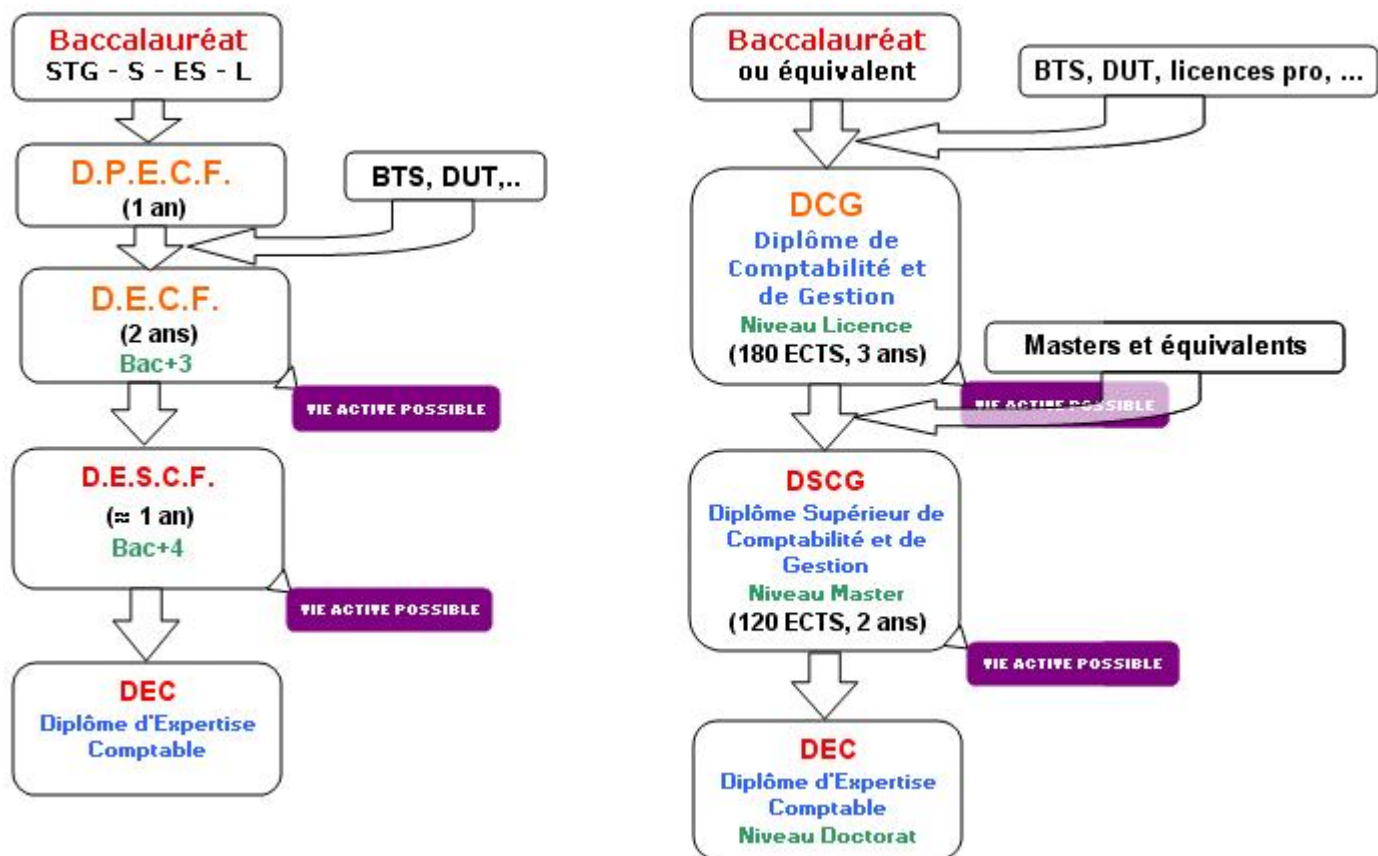 Baccalauréat
STG - S - ES - L
D.P.E.C.F.
(1 an)
BTS, DUT,..
D.E.C.F.
(2 ans)
Bac+3
VIE ACTIVE POSSIBLE
D.E.S.C.F.
(≈ 1 an)
Bac+4
VIE ACTIVE POSSIBLE
DEC
Diplôme d'Expertise
Comptable
Baccalauréat
ou équivalent
BTS, DUT, licences pro, ...
DCG
Diplôme de
Comptabilité et
de Gestion
Niveau Licence
(180 ECTS, 3 ans)
Masters et équivalents
VIE ACTIVE POSSIBLE
DSCG
Diplôme Supérieur de
Comptabilité et de
Gestion
Niveau Master
(120 ECTS, 2 ans)
VIE ACTIVE POSSIBLE
DEC
Diplôme d'Expertise
Comptable
Niveau Doctorat